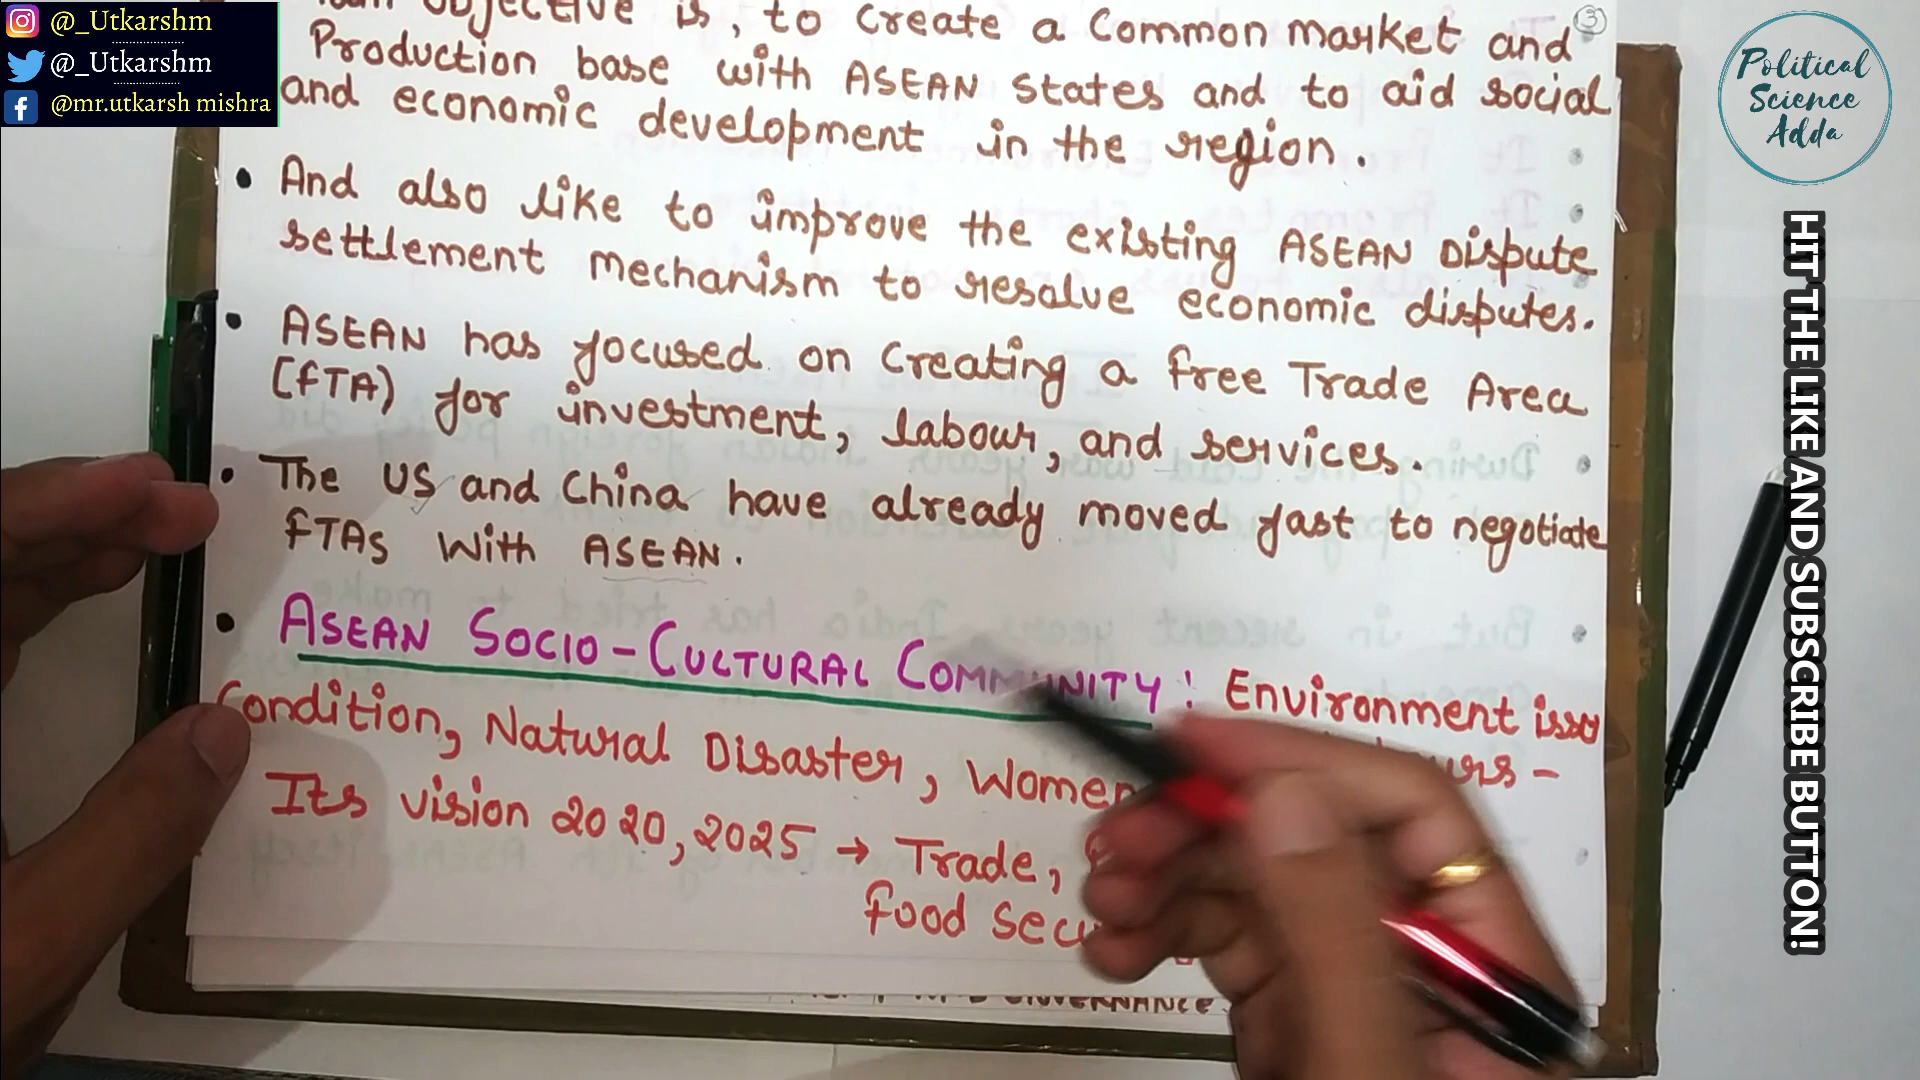 @_Utkarshm
@_Utkarshm
@mr.utkarsh mishra
Political
Science
Adda
HIT THE LIKE AND SUBSCRIBE BUTTON!
3
objective is, to create a Common market and
Production base with ASEAN States and to aid social
and economic development in the region.
• And also like to improve the existing ASEAN Dispute
settlement mechanism to resolve economic disputes.
• ASEAN has focused on creating a free Trade Area
(FTA) for investment, labour, and services.
• The US and China have already moved fast to negotiate
FTAs with ASEAN.
• ASEAN SOCIO-CULTURAL COMMUNITY: Environment
Condition, Natural Disaster, Women
Its vision 2020, 2025 → Trade,
food
GOVERNANCE